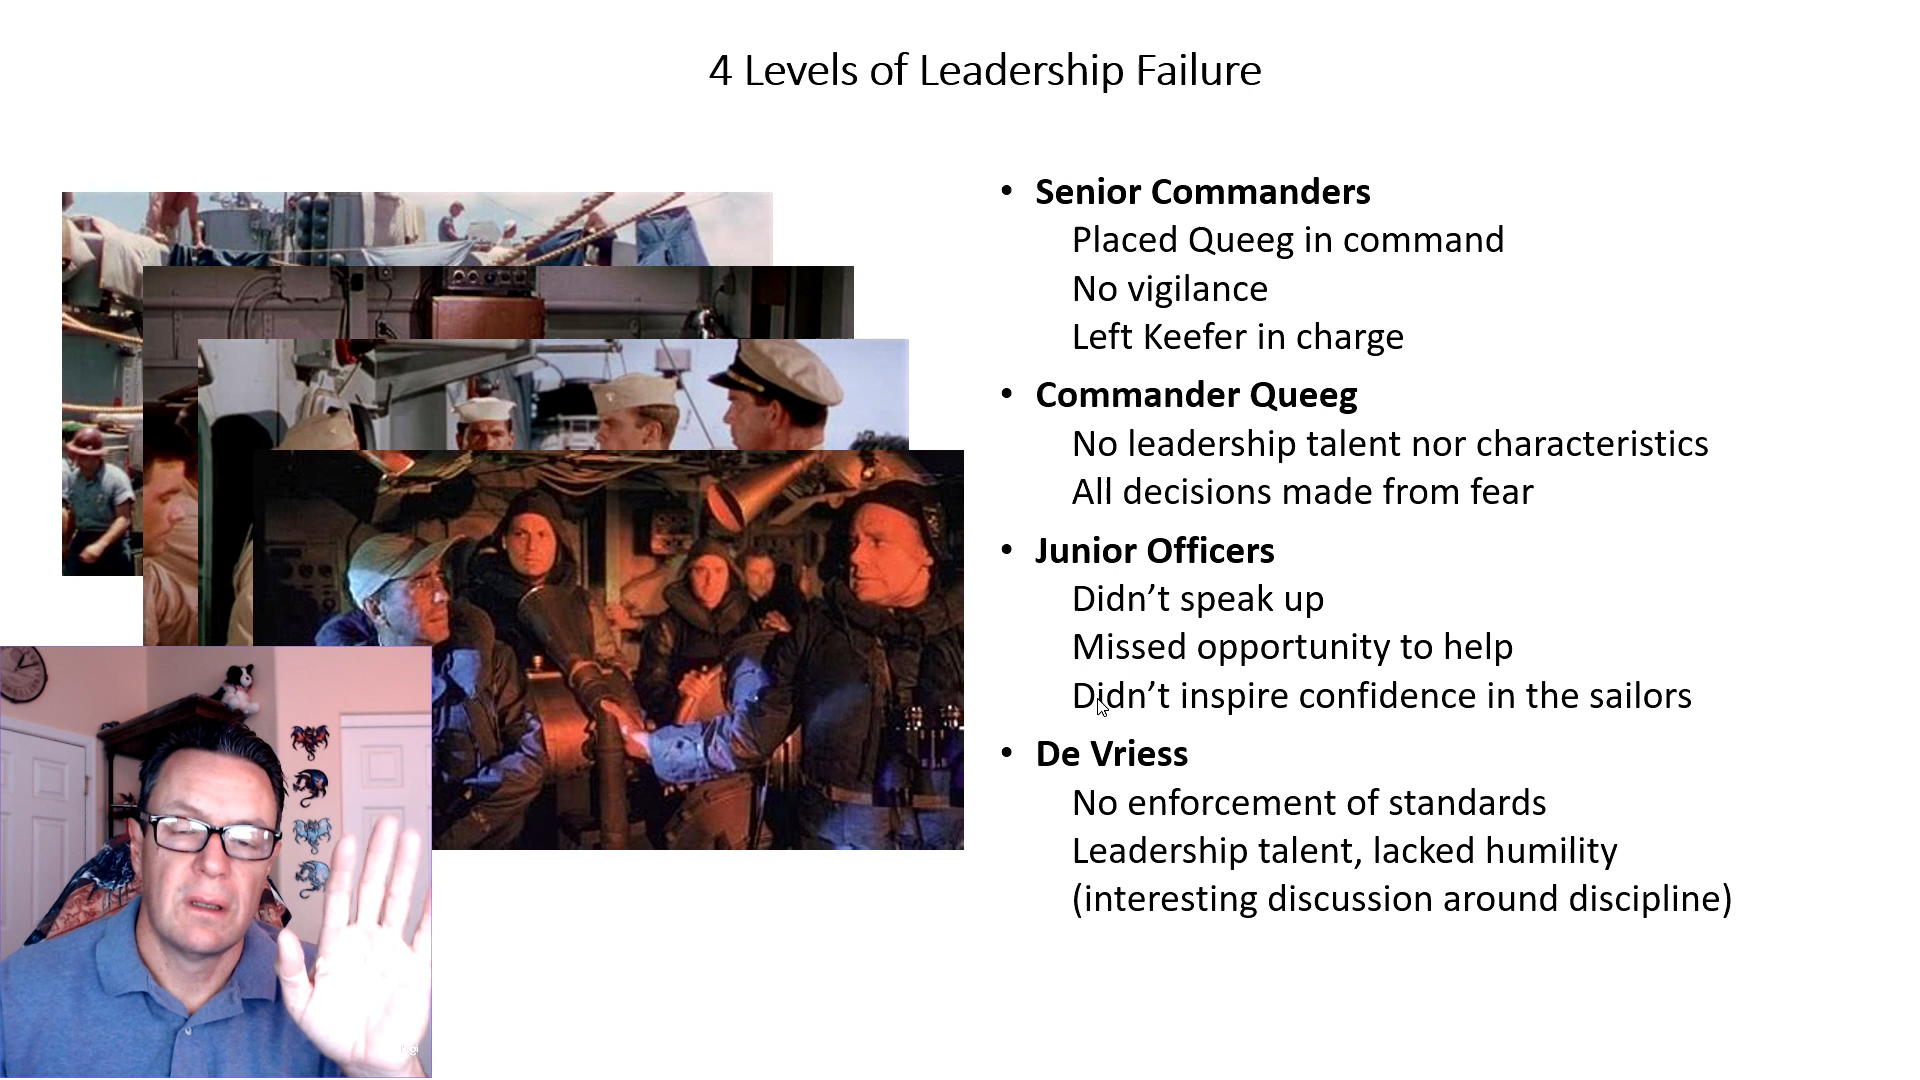 4 Levels of Leadership Failure
• Senior Commanders
Placed Queeg in command
No vigilance
Left Keefer in charge
• Commander Queeg
No leadership talent nor characteristics
All decisions made from fear
• Junior Officers
Didn’t speak up
Missed opportunity to help
Didn’t inspire confidence in the sailors
• De Vriess
No enforcement of standards
Leadership talent, lacked humility
(interesting discussion around discipline)